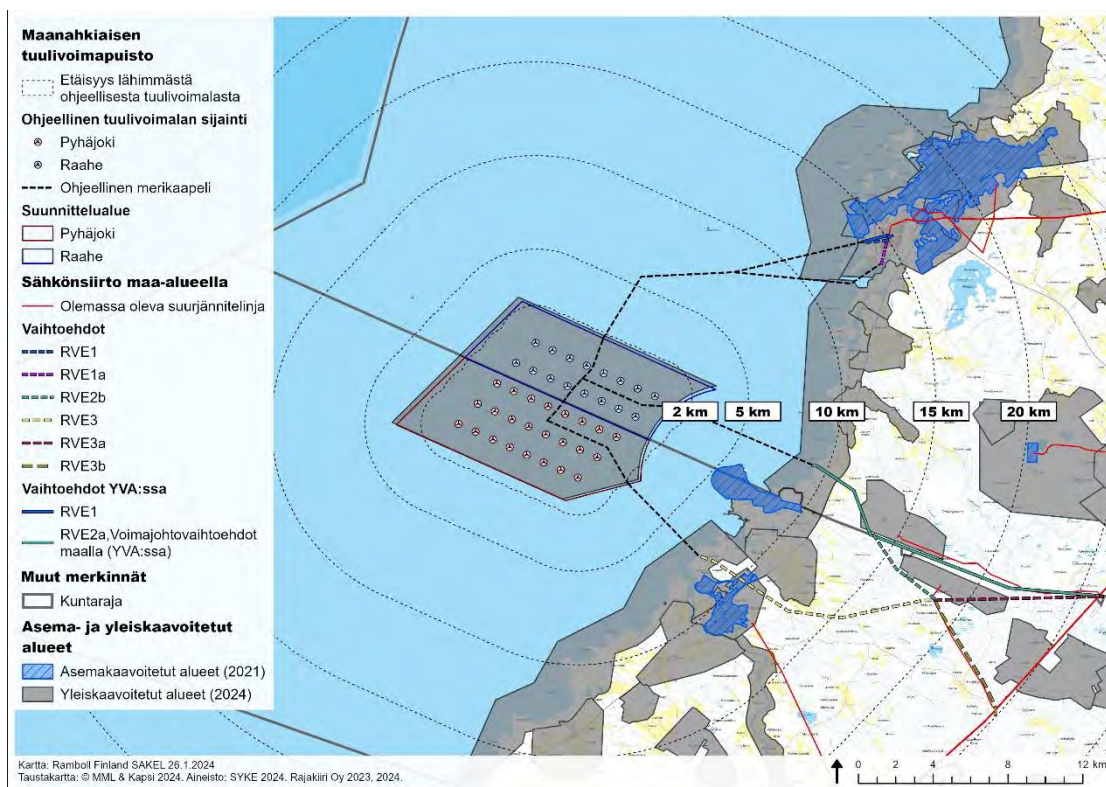 Maanahkiaisen
tuulivoimapuisto
Etäisyys lähimmästä
ohjeellisesta tuulivoimalasta
Ohjeellinen tuulivoimalan sijainti
Pyhäjoki
Raahe
Ohjeellinen merikaapeli
Suunnittelualue
Pyhäjoki
Raahe
Sähkönsiirto maa-alueella
Olemassa oleva suurjännitelinja
Vaihtoehdot
RVE1
RVE1a
RVE2b
RVE3
RVE3a
RVE3b
Vaihtoehdot YVA:ssa
RVE1
RVE2a,Voimajohtovaihtoehdot
maalla (YVA:ssa)
Muut merkinnät
Kuntaraja
Asema- ja yleiskaavoitetut
alueet
Asemakaavoitetut alueet (2021)
Yleiskaavoitetut alueet (2024)
2 km 5 km 10 km 15 km 20 km
Kartta: Ramboll Finland SAKEL 26.1.2024
Taustakartta: © MML & Kapsi 2024. Aineisto: SYKE 2024. Rajakiiri Oy 2023, 2024.
0 2 4 6 8 12 km